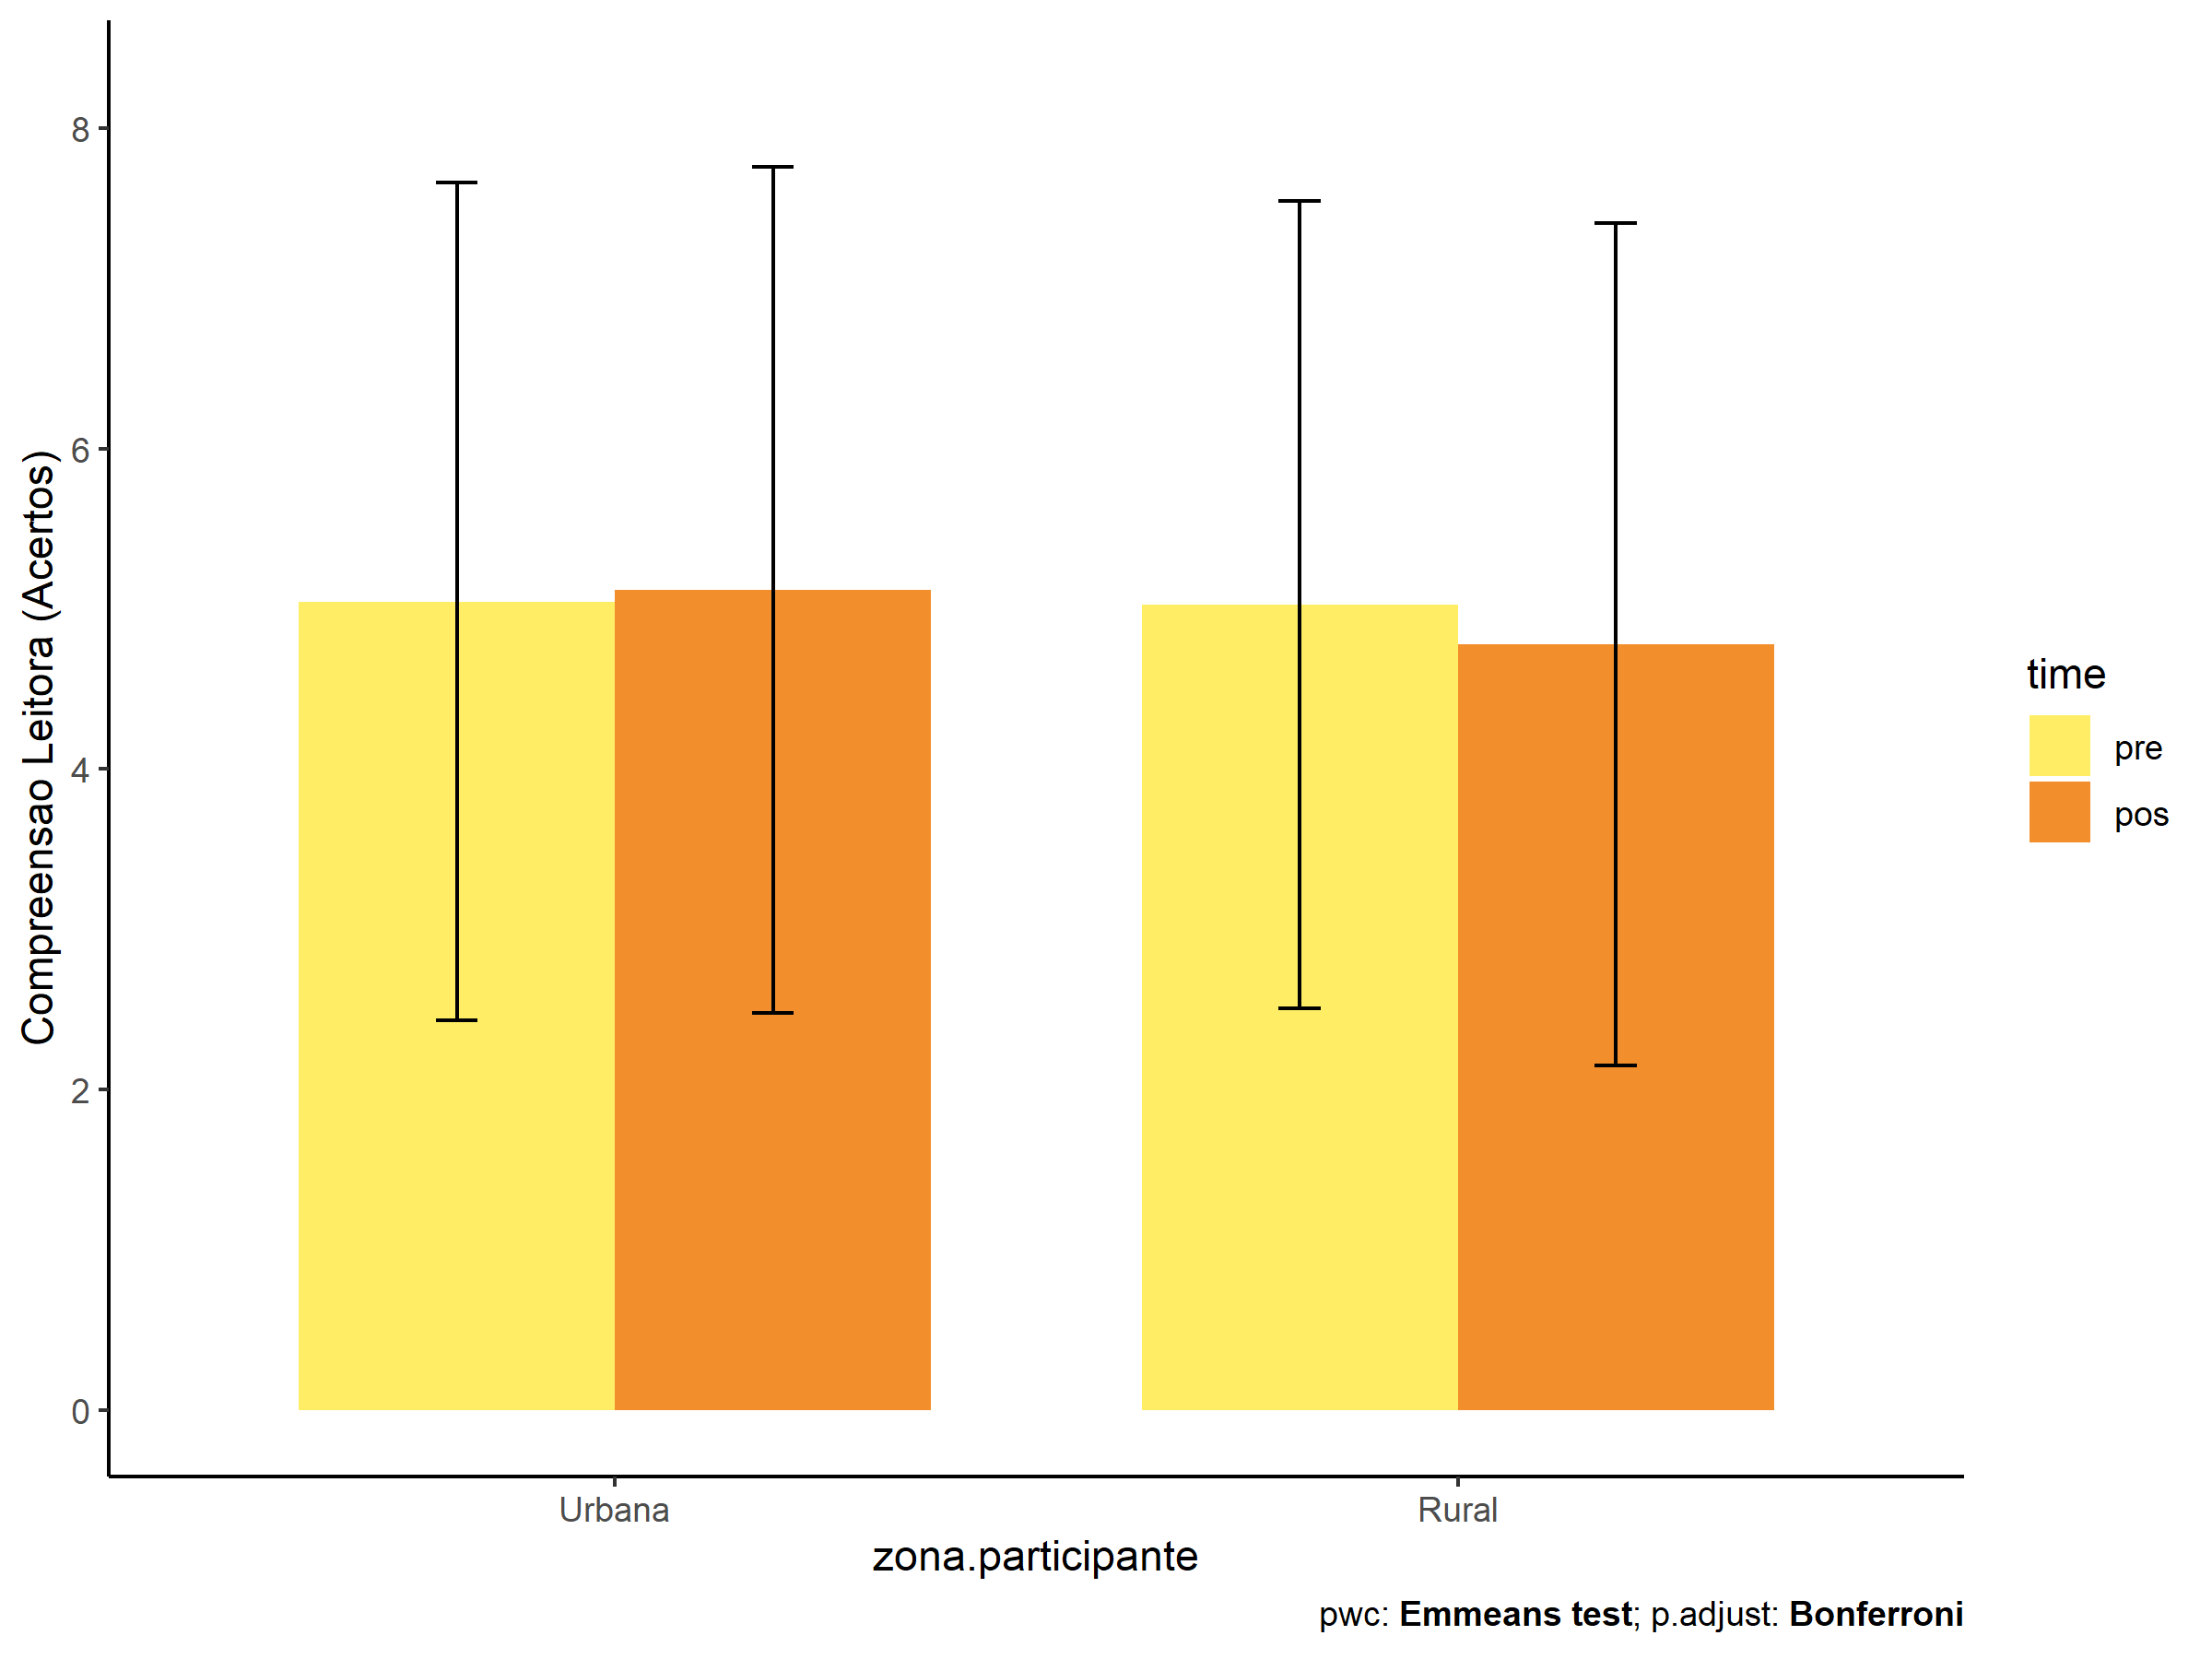 8
6
4
2
0
Compreensao Leitora (Acertos)
Urbana
Rural
zona.participante
time
pre
pos
pwc: Emmeans test; p.adjust: Bonferroni